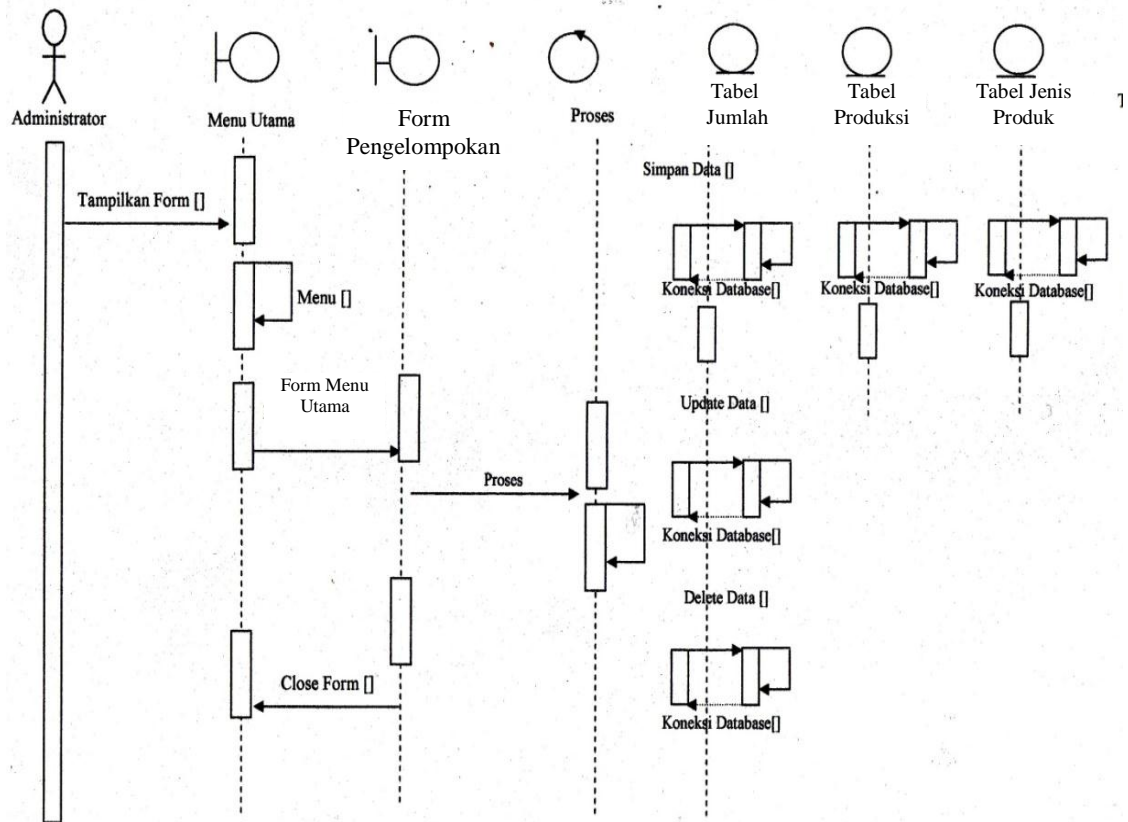 Administrator
Menu Utama
Form
Pengelompokan
Proses
Tabel
Jumlah
Tabel
Produksi
Tabel Jenis
Produk
T
Simpan Data []
Tampilkan Form []
Menu []
Koneksi Database[]
Koneksi Database[]
Koneksi Database[]
Form Menu
Utama
Update Data []
Proses
Koneksi Database[]
Delete Data []
Close Form []
Koneksi Database[]